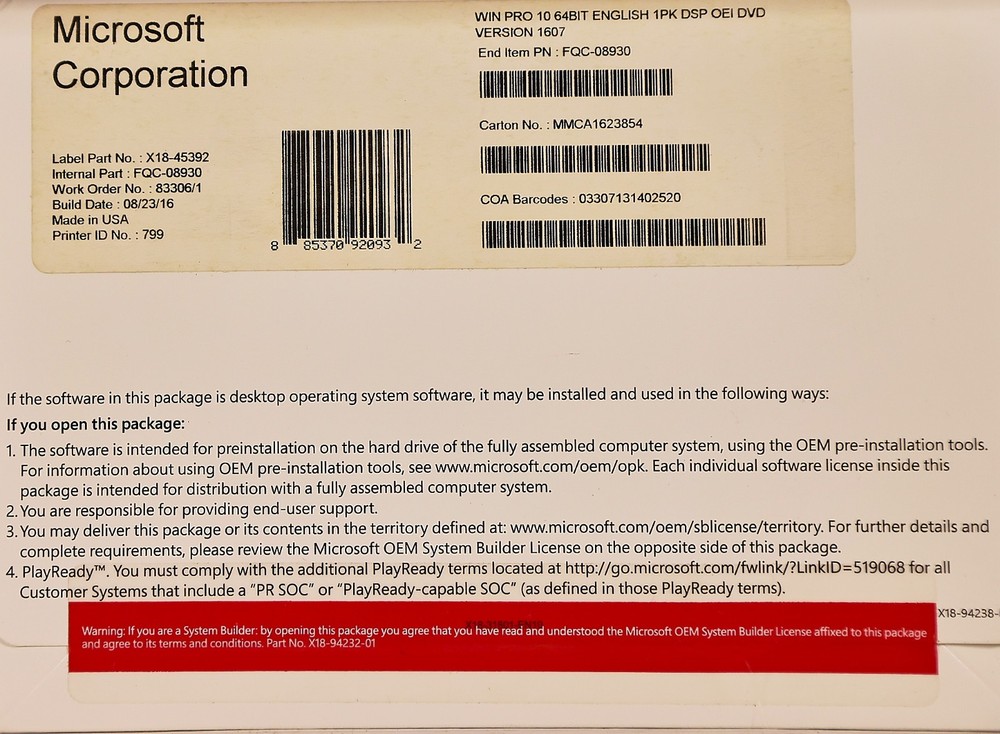 Microsoft
Corporation
Label Part No. : X18-45392
Internal Part : FQC-08930
Work Order No. : 83306/1
Build Date : 08/23/16
Made in USA
Printer ID No. : 799
8 85370 92093 2
WIN PRO 10 64BIT ENGLISH 1PK DSP OEI DVD
VERSION 1607
End Item PN : FQC-08930
Carton No. : MMCA1623854
COA Barcodes : 03307131402520
If the software in this package is desktop operating system software, it may be installed and used in the following ways:
If you open this package:
1. The software is intended for preinstallation on the hard drive of the fully assembled computer system, using the OEM pre-installation tools.
For information about using OEM pre-installation tools, see www.microsoft.com/oem/opk. Each individual software license inside this
package is intended for distribution with a fully assembled computer system.
2. You are responsible for providing end-user support.
3. You may deliver this package or its contents in the territory defined at: www.microsoft.com/oem/sblicense/territory. For further details and
complete requirements, please review the Microsoft OEM System Builder License on the opposite side of this package.
4. PlayReady™. You must comply with the additional PlayReady terms located at http://go.microsoft.com/fwlink/?LinkID=519068 for all
Customer Systems that include a "PR SOC" or "PlayReady-capable SOC" (as defined in those PlayReady terms).
X18-94238-
Warning: If you are a System Builder: by opening this package you agree that you have read and understood the Microsoft OEM System Builder License affixed to this package
and agree to its terms and conditions. Part No. X18-94232-01